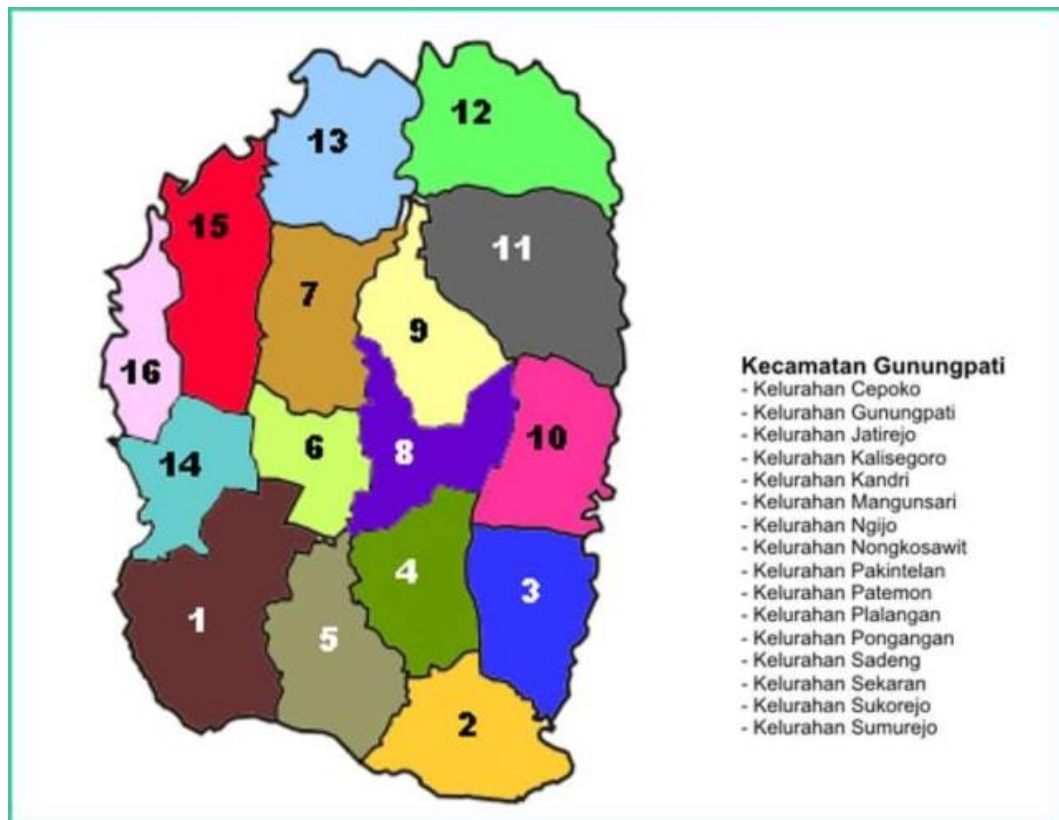 12
13
15
11
7
9
16
10
6
8
14
4
3
1
5
2
Kecamatan Gunungpati
- Kelurahan Cepoko
- Kelurahan Gunungpati
- Kelurahan Jatirejo
- Kelurahan Kalisegoro
- Kelurahan Kandri
- Kelurahan Mangunsari
- Kelurahan Ngijo
- Kelurahan Nongkosawit
- Kelurahan Pakintelan
- Kelurahan Patemon
- Kelurahan Plalangan
- Kelurahan Pongangan
- Kelurahan Sadeng
- Kelurahan Sekaran
- Kelurahan Sukorejo
- Kelurahan Sumurejo